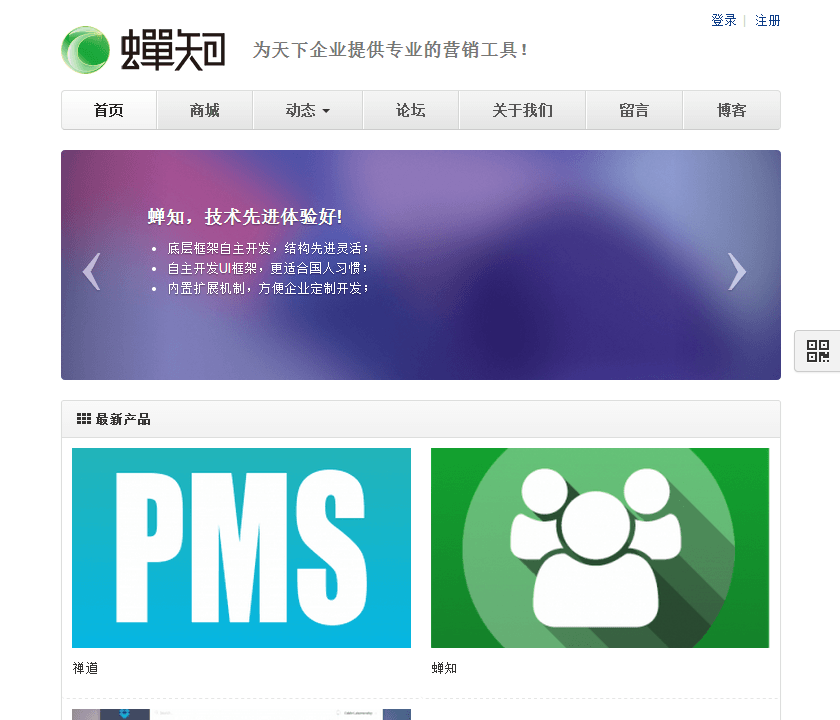 登录 | 注册
蝉知
为天下企业提供专业的营销工具!
首页 商城 动态 论坛 关于我们 留言 博客
蝉知，技术先进体验好!
底层框架自主开发，结构先进灵活；
自主开发UI框架，更适合国人习惯；
内置扩展机制，方便企业定制开发；
最新产品
PMS
禅道
蝉知